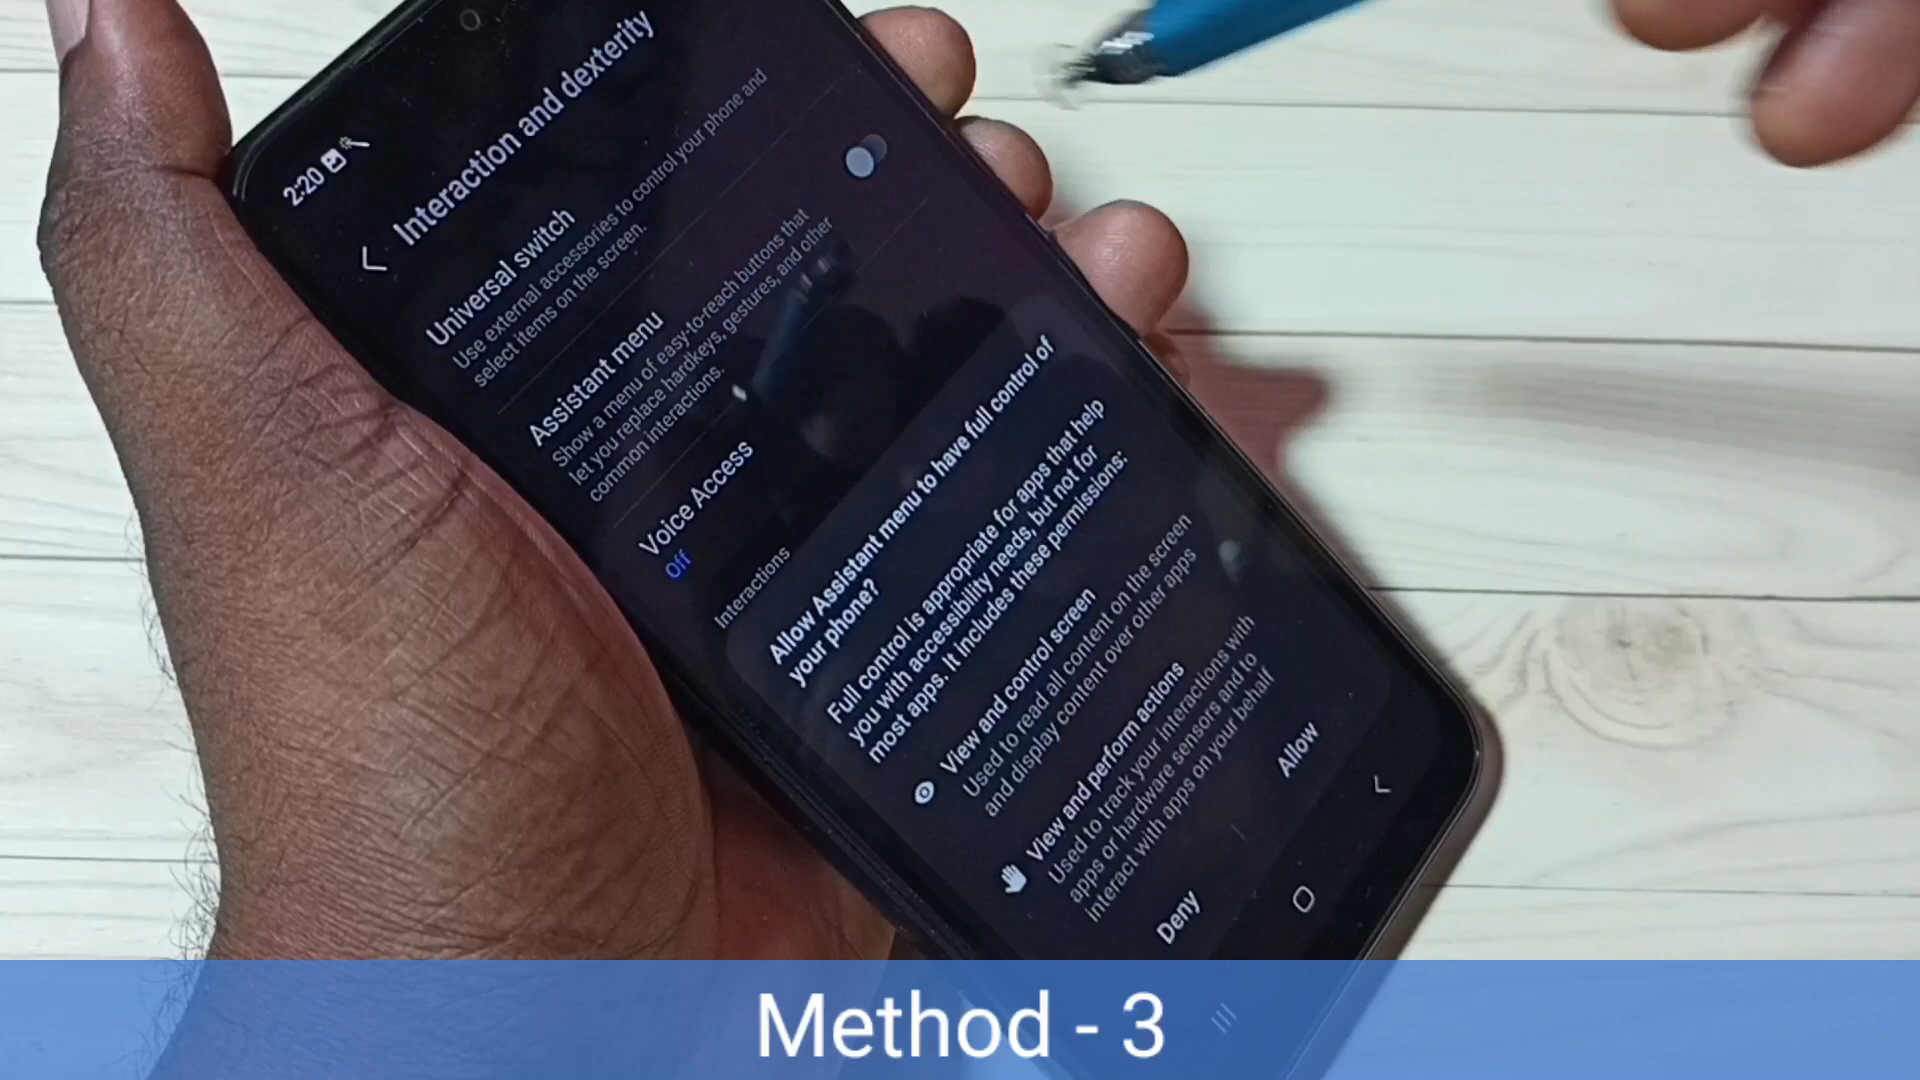 2:20
Interaction and dexterity
Universal switch
Use external accessories to control your phone and
select items on the screen.
Assistant menu
Show a menu of easy-to-reach buttons that
let you replace hardkeys, gestures, and other
common interactions.
Voice Access
Off
Interactions
Allow Assistant menu to have full control of
your phone?
Full control is appropriate for apps that help
you with accessibility needs, but not for
most apps. It includes these permissions:
View and control screen
Used to read all content on the screen
and display content over other apps
View and perform actions
Used to track your interactions with
apps or hardware sensors and to
interact with apps on your behalf
Deny
Allow
Method - 3